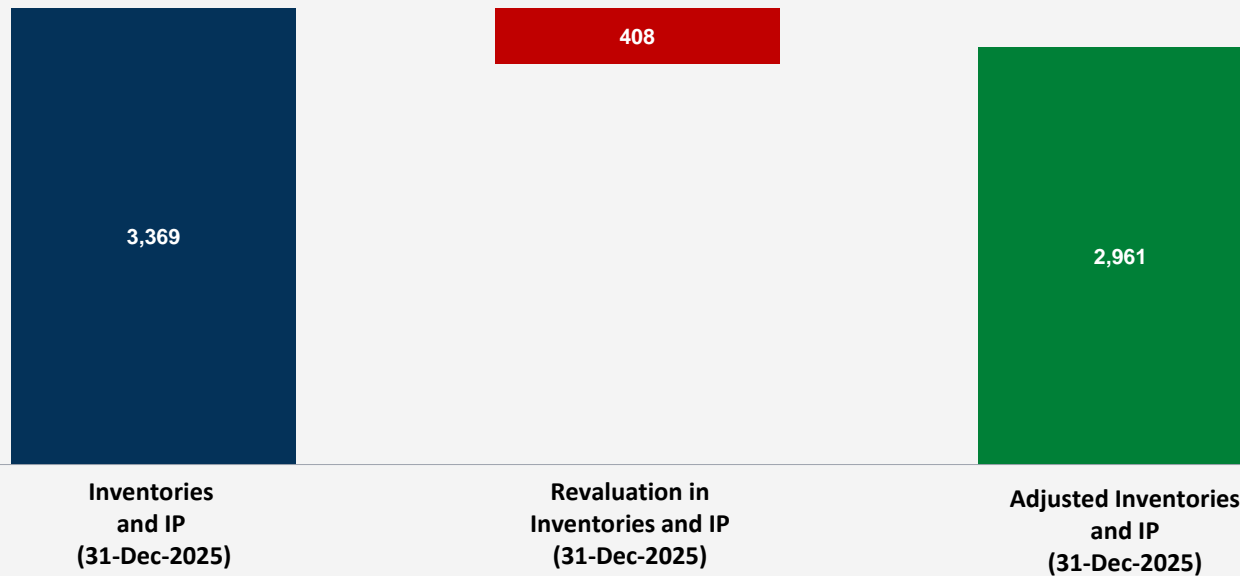 408
3,369
2,961
Inventories
and IP
(31-Dec-2025)
Revaluation in
Inventories and IP
(31-Dec-2025)
Adjusted Inventories
and IP
(31-Dec-2025)